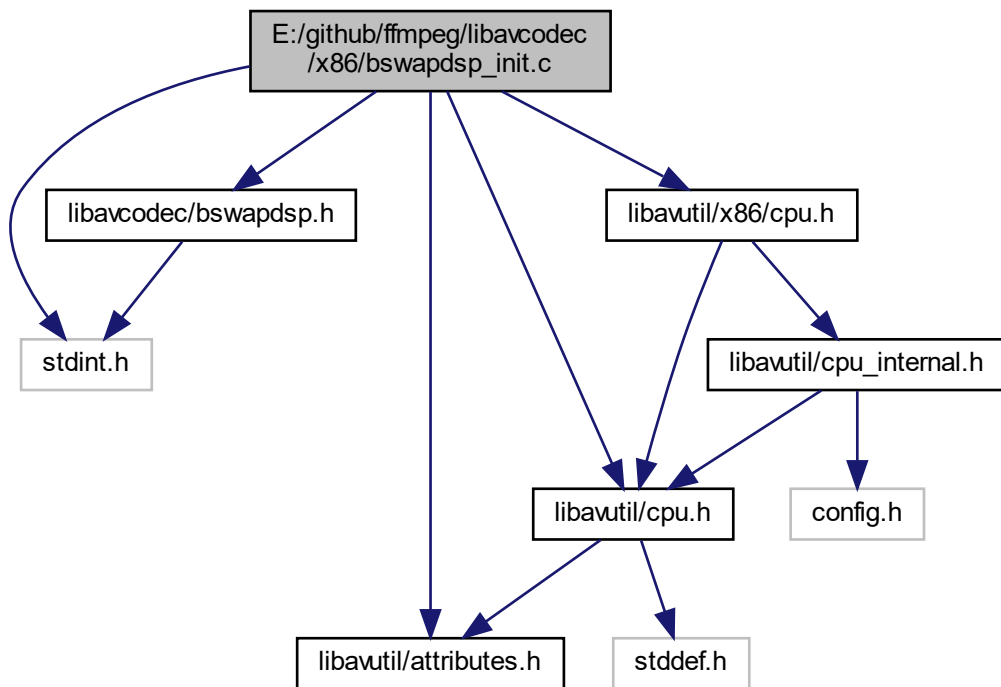 E:/github/ffmpeg/libavcodec
/x86/bswapdsp_init.c
libavcodec/bswapdsp.h
libavutil/x86/cpu.h
stdint.h
libavutil/cpu_internal.h
libavutil/cpu.h
config.h
libavutil/attributes.h
stddef.h